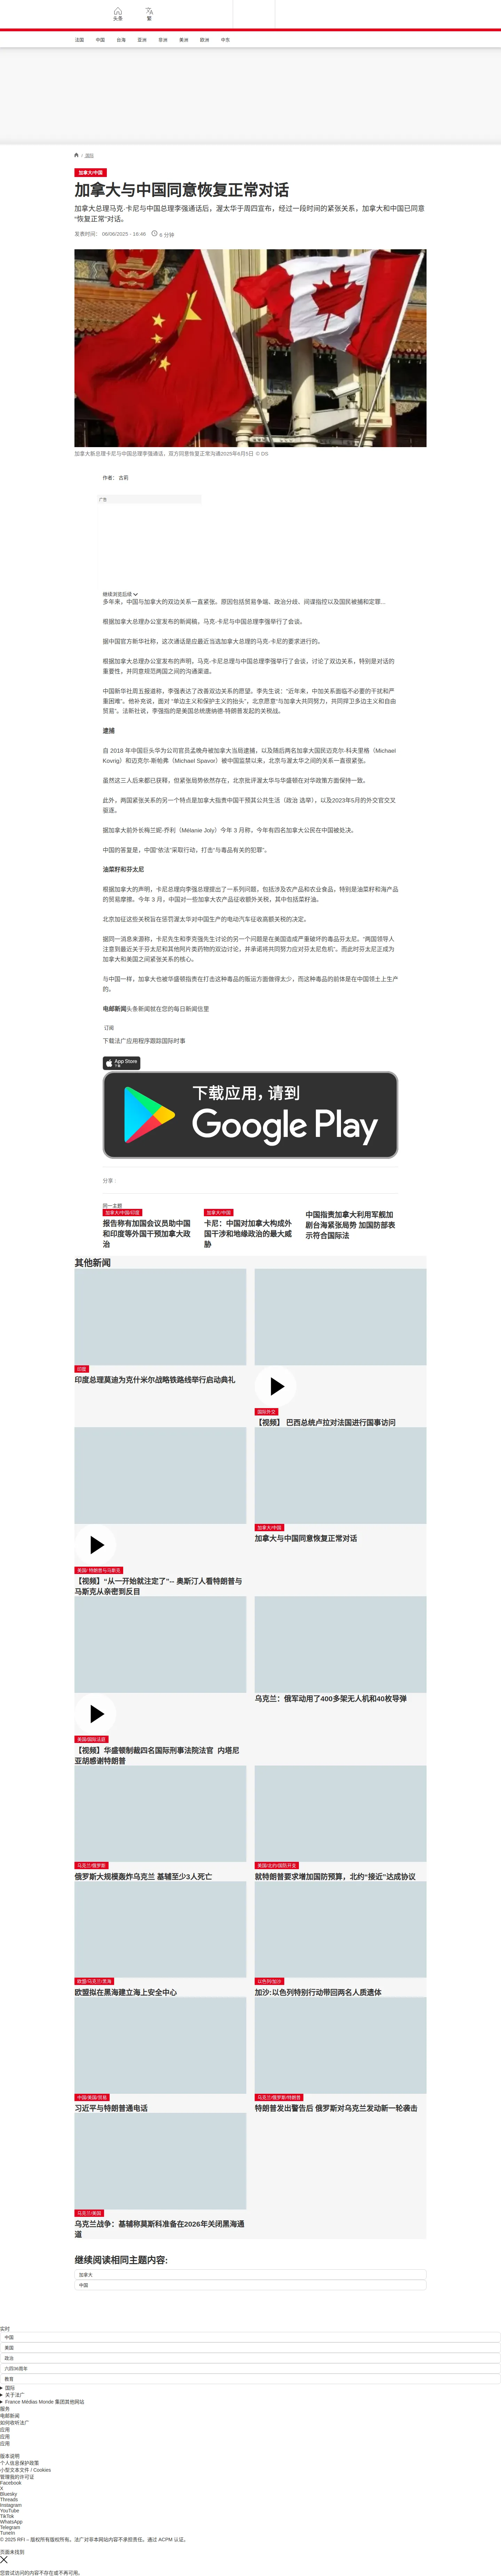 头条
繁
法国
中国
台海
亚洲
非洲
美洲
欧洲
中东
/ 国际
加拿大/中国
加拿大与中国同意恢复正常对话
加拿大总理马克·卡尼与中国总理李强通话后，渥太华于周四宣布，经过一段时间的紧张关系，加拿大和中国已同意
“恢复正常”对话。
发表时间： 06/06/2025 - 16:46
4 分钟
加拿大新总理卡尼与中国总理李强通话，双方同意恢复正常沟通2025年6月5日 © DS
作者： 古莉
广告
继续浏览后续
多年来，中国与加拿大的双边关系一直紧张。原因包括贸易争端、政治分歧、间谍指控以及国民被捕和定罪...
根据加拿大总理办公室发布的新闻稿，马克·卡尼与中国总理李强举行了会谈。
据中国官方新华社称，这次通话是应最近当选加拿大总理的马克-卡尼的要求进行的。
根据加拿大总理办公室发布的声明，马克-卡尼总理与中国总理李强举行了会谈，讨论了双边关系，特别是对话的
重要性，并同意规范两国之间的沟通渠道。
中国新华社周五报道称，李强表达了改善双边关系的愿望。李先生说：“近年来，中加关系面临不必要的干扰和严
重困难”。他补充说，面对 “单边主义和保护主义的抬头”，北京愿意“与加拿大共同努力，共同捍卫多边主义和自由
贸易”。法新社说，李强指的是美国总统唐纳德·特朗普发起的关税战。
逮捕
自 2018 年中国巨头华为公司官员孟晚舟被加拿大当局逮捕，以及随后两名加拿大国民迈克尔-科夫里格（Michael
Kovrig）和迈克尔-斯帕弗（Michael Spavor）被中国监禁以来，北京与渥太华之间的关系一直很紧张。
虽然这三人后来都已获释，但紧张局势依然存在，北京批评渥太华与华盛顿在对华政策方面保持一致。
此外，两国紧张关系的另一个特点是加拿大指责中国干预其公共生活（政治 选举），以及2023年5月的外交官交叉
驱逐。
据加拿大前外长梅兰妮·乔利（Mélanie Joly）今年 3 月称，今年有四名加拿大公民在中国被处决。
中国的答复是，中国“依法”采取行动，打击“与毒品有关的犯罪”。
油菜籽和芬太尼
根据加拿大的声明，卡尼总理向李强总理提出了一系列问题，包括涉及农产品和农业食品，特别是油菜籽和海产品
的贸易摩擦。今年 3 月，中国对一些加拿大农产品征收额外关税，其中包括菜籽油。
北京加征这些关税旨在惩罚渥太华对中国生产的电动汽车征收高额关税的决定。
据同一消息来源称，卡尼先生和李克强先生讨论的另一个问题是在美国造成严重破坏的毒品芬太尼。“两国领导人
注意到最近关于芬太尼和其他阿片类药物的双边讨论，并承诺将共同努力应对芬太尼危机”。而此时芬太尼正成为
加拿大和美国之间紧张关系的核心。
与中国一样，加拿大也被华盛顿指责在打击这种毒品的贩运方面做得太少，而这种毒品的前体是在中国领土上生产
的。
电邮新闻头条新闻就在您的每日新闻信里
订阅
下载法广应用程序跟踪国际时事
App Store
下载
下载应用，请到
Google Play
分享 :
同一主题
加拿大/中国/印度
报告称有加国会议员助中国
和印度等外国干预加拿大政
治
加拿大/中国
卡尼：中国对加拿大构成外
国干涉和地缘政治的最大威
胁
中国指责加拿大利用军舰加
剧台海紧张局势 加国防部表
示符合国际法
其他新闻
印度
印度总理莫迪为克什米尔战略铁路线举行启动典礼
国际外交
【视频】 巴西总统卢拉对法国进行国事访问
美国: 特朗普与马斯克
【视频】“从一开始就注定了”-- 奥斯汀人看特朗普与
马斯克从亲密到反目
加拿大/中国
加拿大与中国同意恢复正常对话
美国/国际法庭
【视频】华盛顿制裁四名国际刑事法院法官 内塔尼
亚胡感谢特朗普
乌克兰：俄军动用了400多架无人机和40枚导弹
乌克兰/俄罗斯
俄罗斯大规模轰炸乌克兰 基辅至少3人死亡
美国/北约/国防开支
就特朗普要求增加国防预算，北约“接近”达成协议
欧盟/乌克兰/黑海
欧盟拟在黑海建立海上安全中心
以色列/加沙
加沙:以色列特别行动带回两名人质遗体
中国/美国/贸易
习近平与特朗普通电话
乌克兰/俄罗斯/特朗普
特朗普发出警告后 俄罗斯对乌克兰发动新一轮袭击
乌克兰/美国
乌克兰战争：基辅称莫斯科准备在2026年关闭黑海通
道
继续阅读相同主题内容:
加拿大
中国
实时
中国
美国
政治
六四36周年
教育
国际
关于法广
France Médias Monde 集团其他网站
服务
电邮新闻
如何收听法广
应用
应用
应用
版本说明
个人信息保护政策
小型文本文件 / Cookies
管理我的许可证
Facebook
X
Bluesky
Threads
Instagram
YouTube
TikTok
WhatsApp
Telegram
TuneIn
© 2025 RFI – 版权所有版权所有。法广对非本网站内容不承担责任。通过 ACPM 认证。
页面未找到
您尝试访问的内容不存在或不再可用。